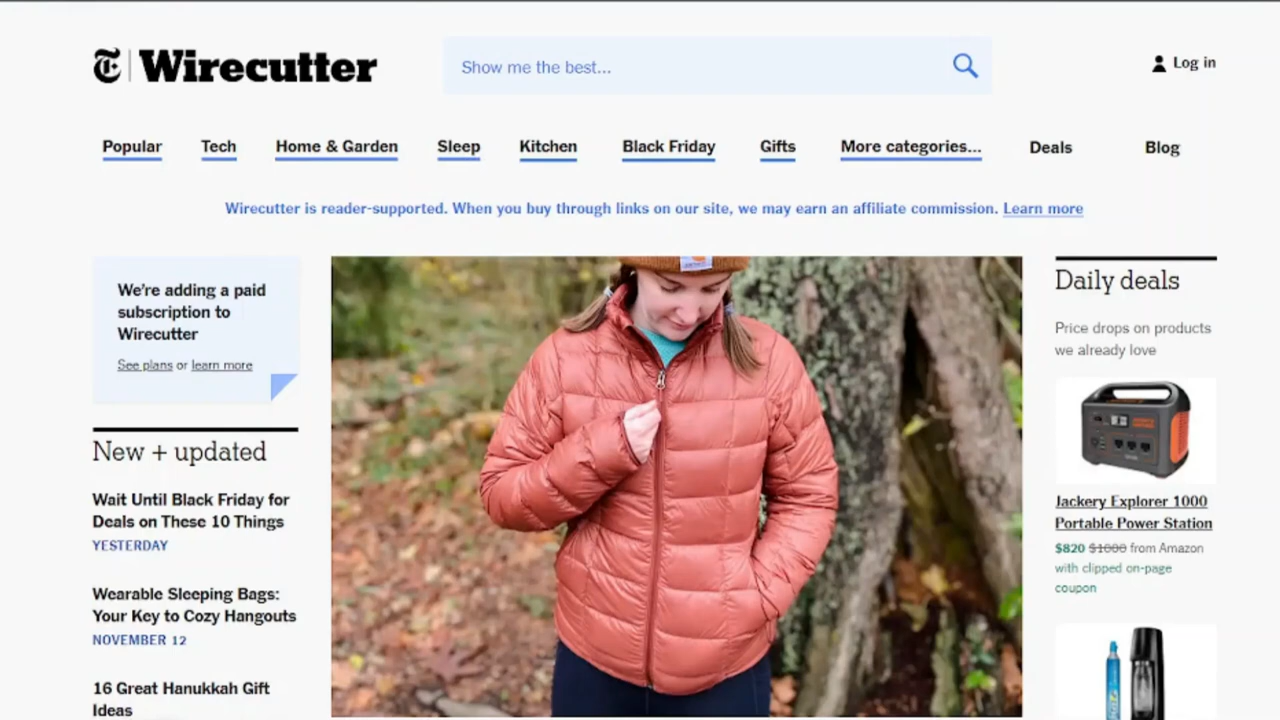 Wirecutter
Show me the best...
Log in
Popular Tech Home & Garden Sleep Kitchen Black Friday Gifts More categories... Deals Blog
Wirecutter is reader-supported. When you buy through links on our site, we may earn an affiliate commission. Learn more
We're adding a paid
subscription to
Wirecutter
See plans or learn more
New + updated
Wait Until Black Friday for
Deals on These 10 Things
YESTERDAY
Wearable Sleeping Bags:
Your Key to Cozy Hangouts
NOVEMBER 12
16 Great Hanukkah Gift
Ideas
Daily deals
Price drops on products
we already love
Jackery Explorer 1000
Portable Power Station
$820 $1000 from Amazon
with clipped on-page
coupon